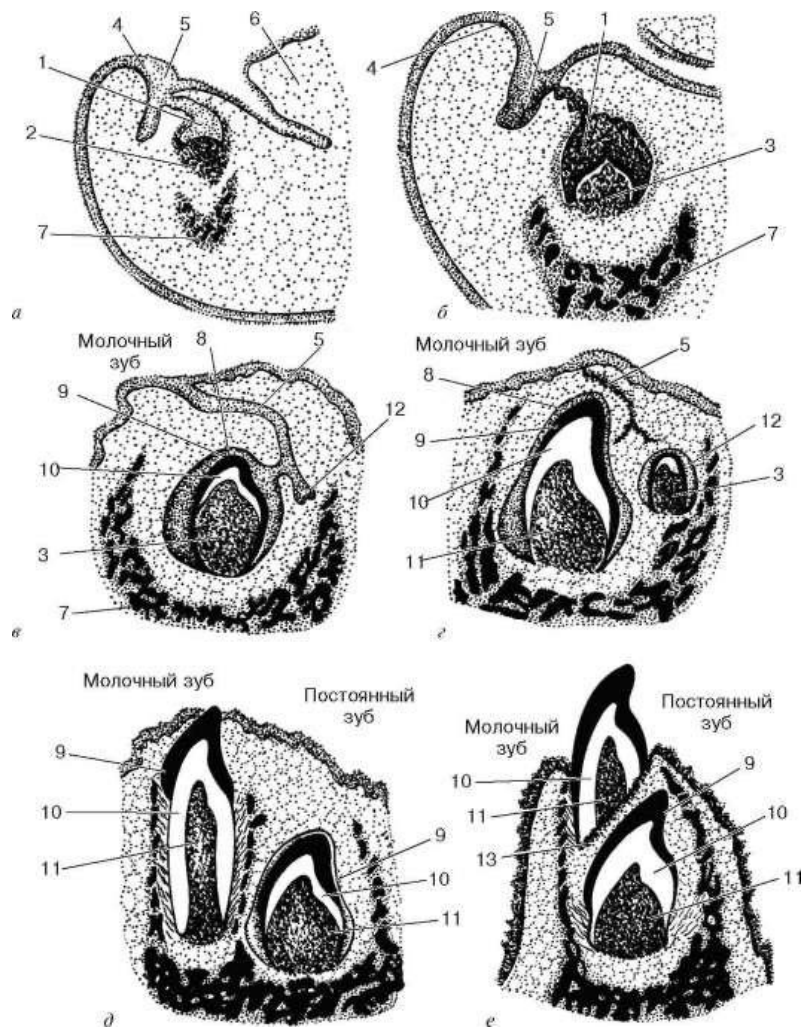 4
5
6
1
2
7
а
4
5
1
3
7
б
Молочный
зуб
8
5
9
12
10
3
7
в
Молочный зуб
5
8
9
12
10
3
11
г
Молочный зуб
Постоянный
зуб
9
10
11
9
10
11
д
Молочный
зуб
Постоянный
зуб
9
10
10
11
13
11
е